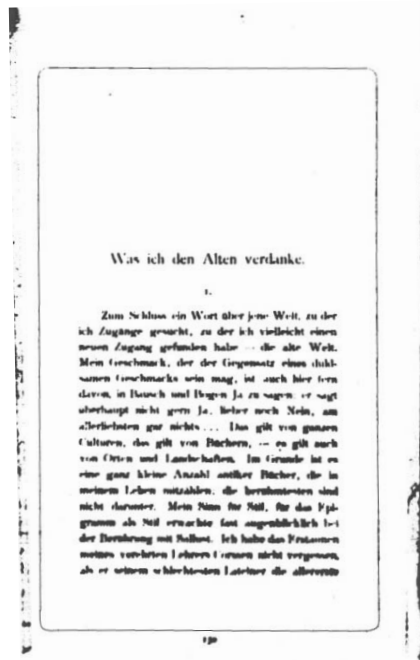 Was ich den Alten verdanke.
1.
Zum Schluss ein Wort über jene Welt, zu der
ich Zugänge gesucht, zu der ich vielleicht einen
neuen Zugang gefunden habe — die alte Welt.
Mein Geschmack, der der Gegensatz eines duld-
samen Geschmacks sein mag, ist auch hier fern
davon, in Bausch und Bogen Ja zu sagen: er sagt
überhaupt nicht gern Ja, lieber noch Nein, am
allerliebsten gar nichts ... Das gilt von ganzen
Culturen, das gilt von Büchern, — es gilt auch
von Orten und Landschaften. Im Grunde ist es
eine ganz kleine Anzahl antiker Bücher, die in
meinem Leben mitzählen, die berühmtesten sind
nicht darunter. Mein Sinn für Stil, für das Epi-
gramm als Stil erwachte fast augenblicklich bei
der Berührung mit Sallust. Ich habe das Erstaunen
meines verehrten Lehrers Corssen nicht vergessen,
als er seinem schlechtesten Lateiner die allererste